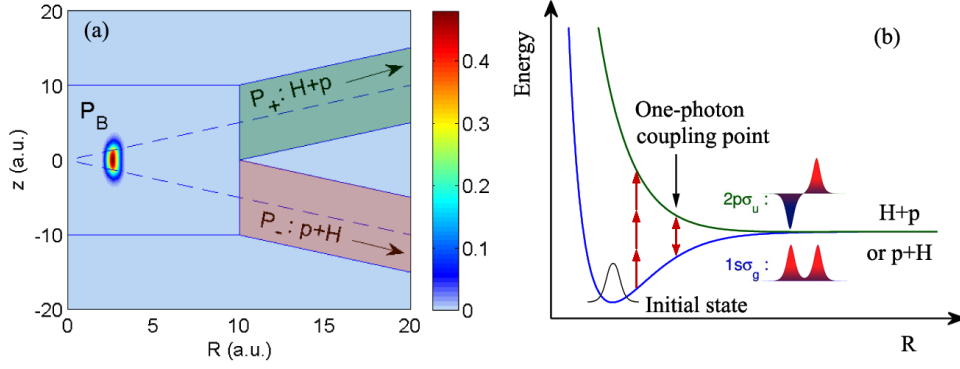 (a)
20
10
0
-10
-20
z (a.u.)
0
5
10
15
20
R (a.u.)
P_B
P_+: H+p
P_-: p+H
0.4
0.3
0.2
0.1
0
(b)
Energy
One-photon
coupling point
2pσ_u :
H+p
or p+H
1sσ_g :
Initial state
R